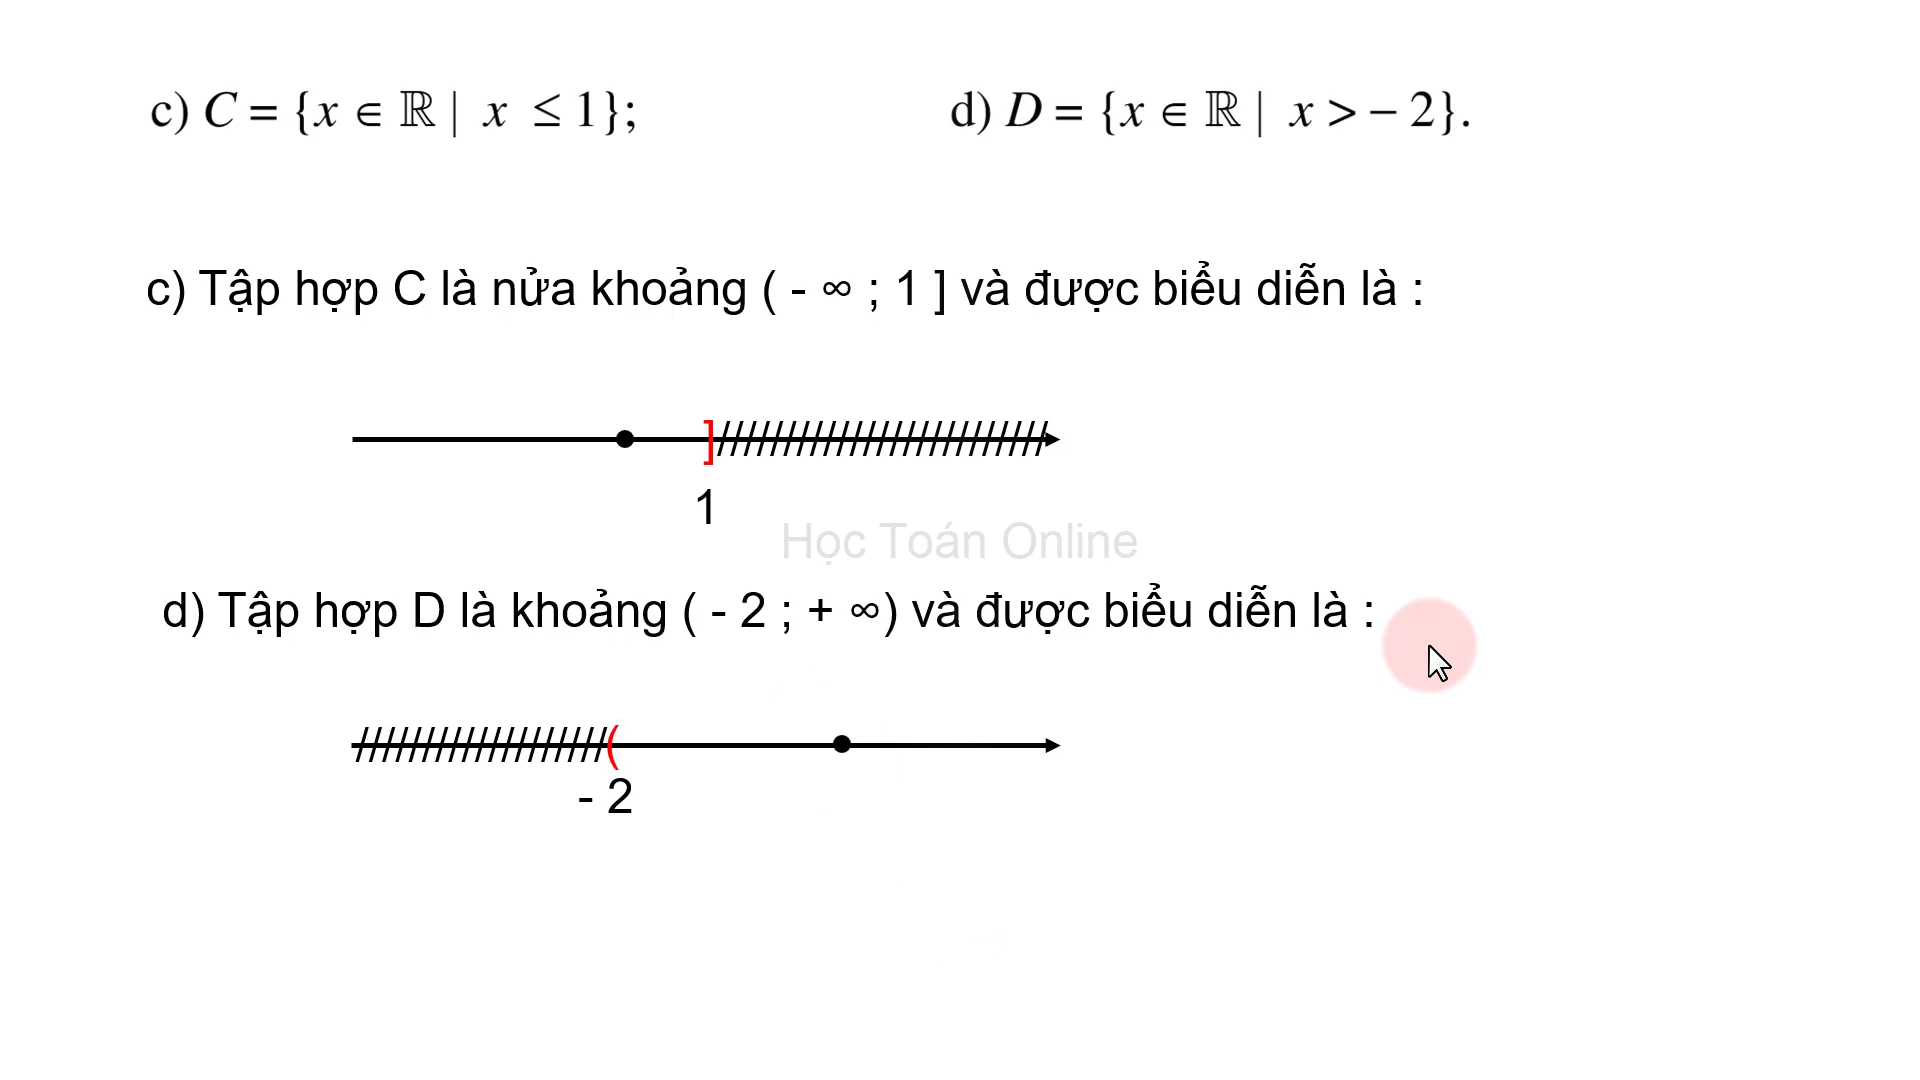 c) C = {x ∈ ℝ | x ≤ 1}; d) D = {x ∈ ℝ | x > − 2}.
c) Tập hợp C là nửa khoảng ( - ∞ ; 1 ] và được biểu diễn là :
]
1
Học Toán Online
d) Tập hợp D là khoảng ( - 2 ; + ∞) và được biểu diễn là :
(
- 2